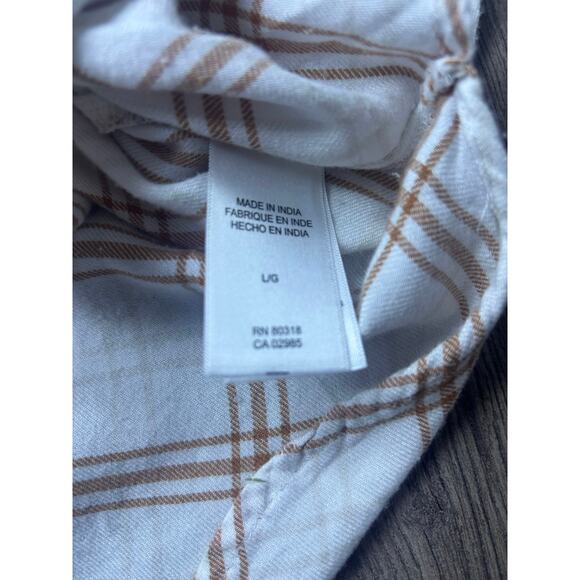 MADE IN INDIA
FABRIQUE EN INDE
HECHO EN INDIA
L/G
RN 80318
CA 02985